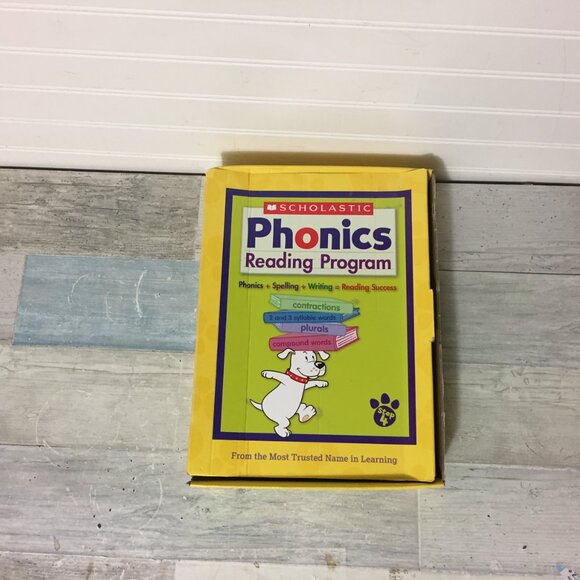 SCHOLASTIC
Phonics
Reading Program
Phonics + Spelling + Writing = Reading Success
contractions
2 and 3 syllable words
plurals
compound words
Step
4
From the Most Trusted Name in Learning